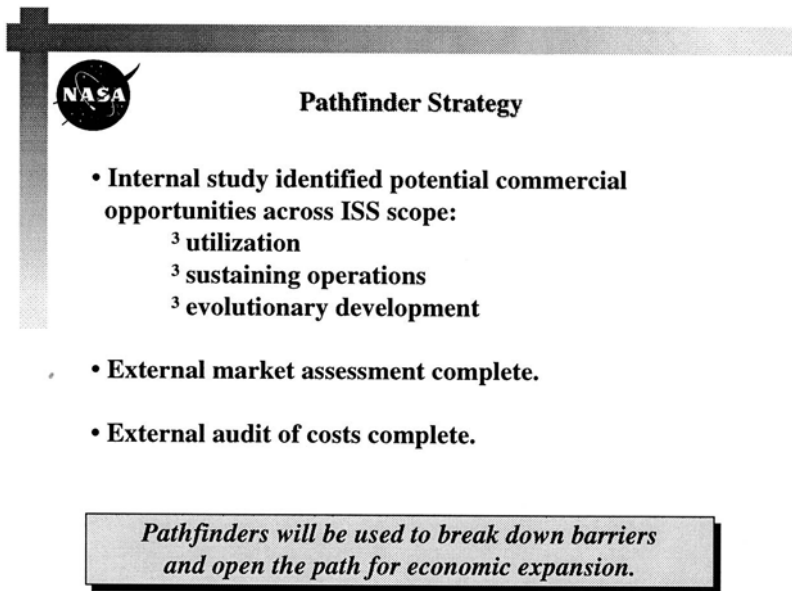 NASA
Pathfinder Strategy
• Internal study identified potential commercial
opportunities across ISS scope:
³ utilization
³ sustaining operations
³ evolutionary development
• External market assessment complete.
• External audit of costs complete.
Pathfinders will be used to break down barriers
and open the path for economic expansion.